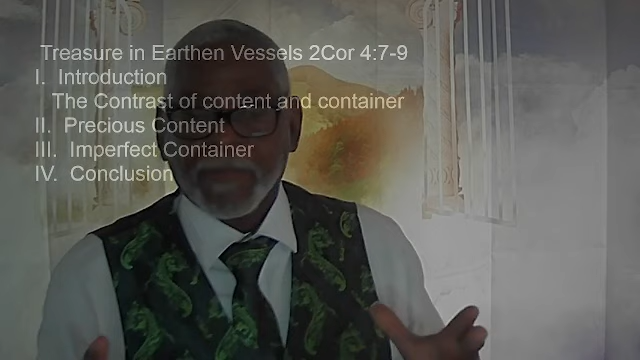 Treasure in Earthen Vessels 2Cor 4:7-9
I. Introduction
The Contrast of content and container
II. Precious Content
III. Imperfect Container
IV. Conclusion